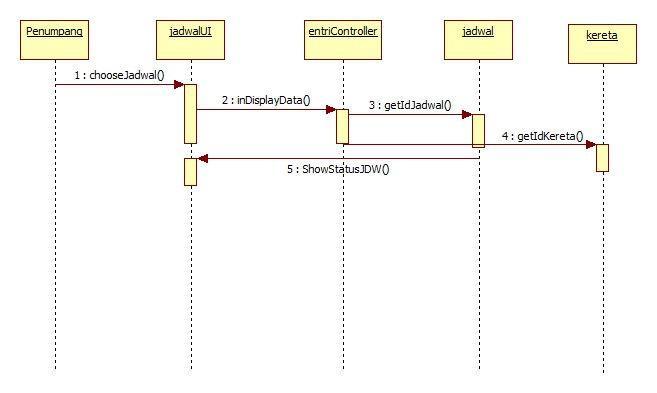 Penumpang
jadwalUI
entriController
jadwal
kereta
1 : chooseJadwal()
2 : inDisplayData()
3 : getIdJadwal()
4 : getIdKereta()
5 : ShowStatusJDW()